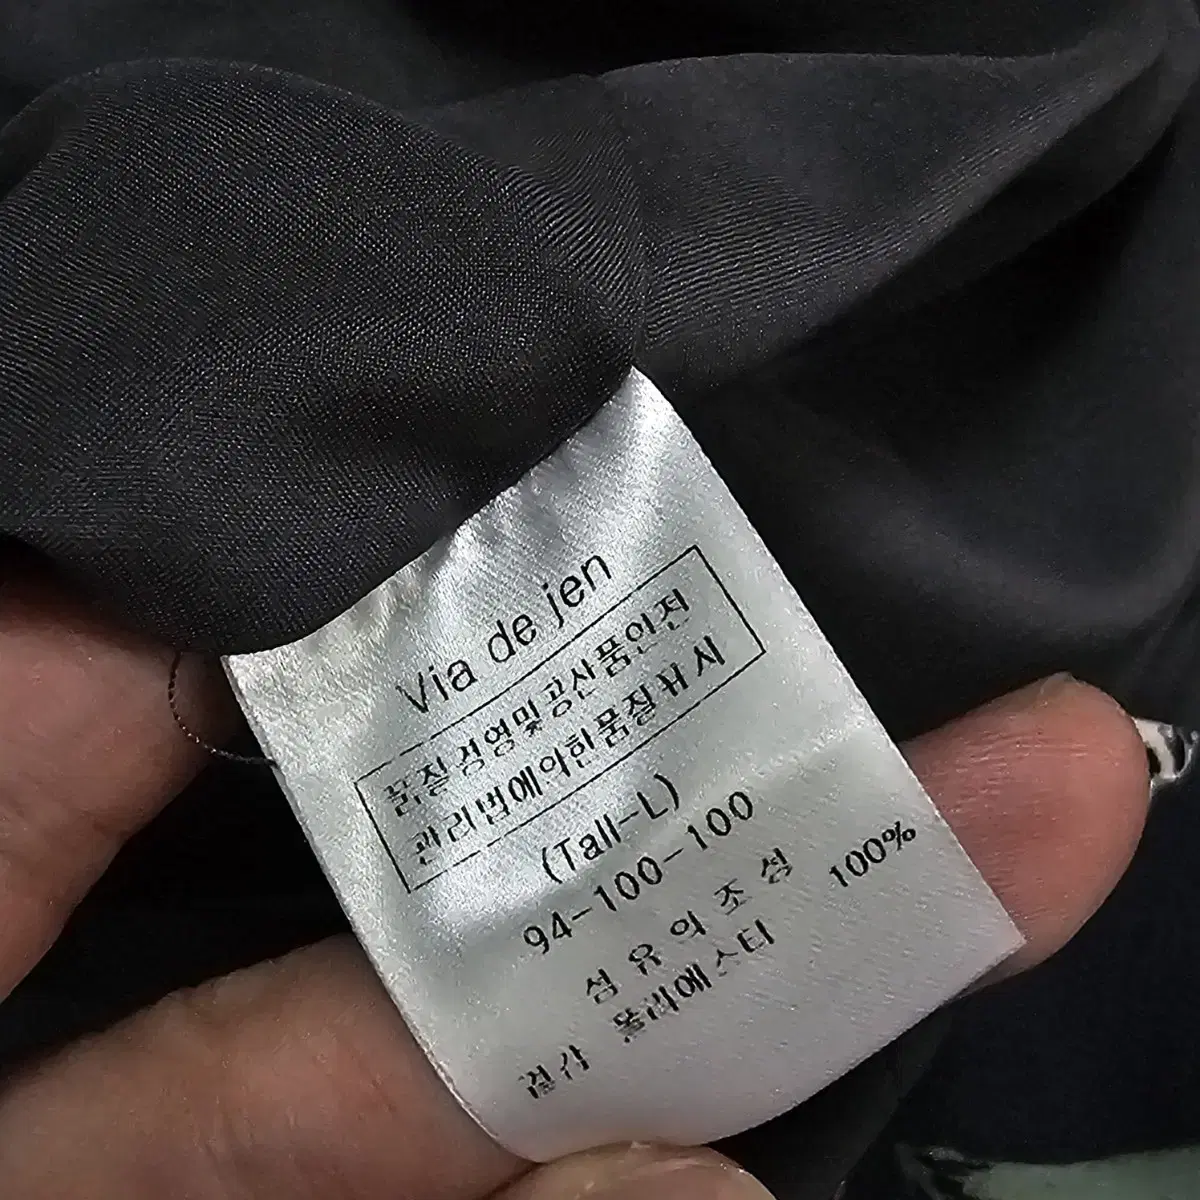 Via de jen
품질경영및공산품안전
관리법에의한품질표시
(Tall-L)
94-100-100
섬유의조성
겉감 폴리에스터 100%